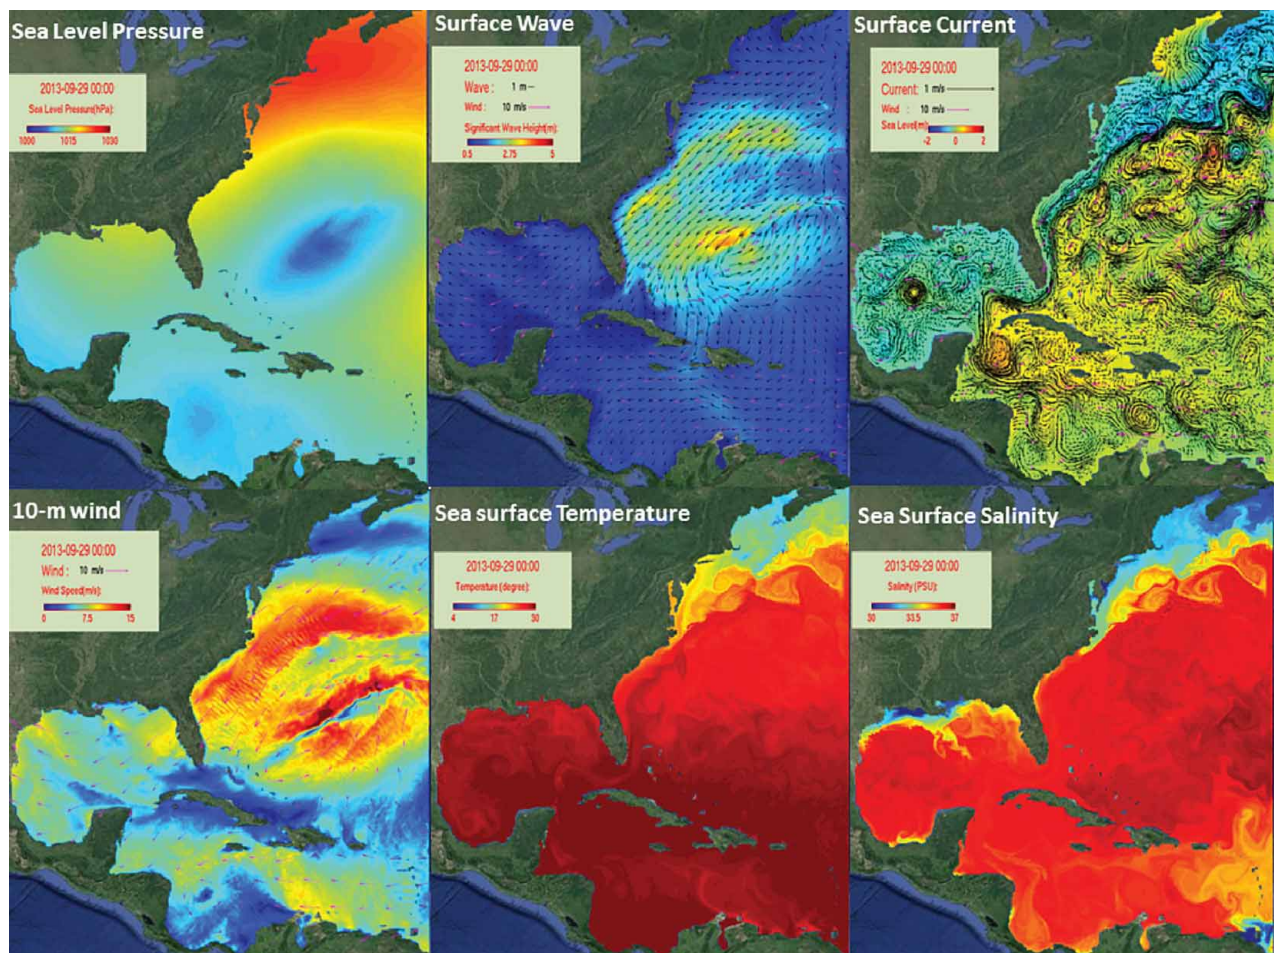 Sea Level Pressure
2013-09-29 00:00
Sea Level Pressure(hPa):
1000 1015 1030
Surface Wave
2013-09-29 00:00
Wave : 1 m
Wind : 10 m/s
Significant Wave Height(m):
0.5 2.75 5
Surface Current
2013-09-29 00:00
Current: 1 m/s
Wind : 10 m/s
Sea Level(m):
-2 0 2
10-m wind
2013-09-29 00:00
Wind : 10 m/s
Wind Speed(m/s):
0 7.5 15
Sea surface Temperature
2013-09-29 00:00
Temperature (degree):
4 17 30
Sea Surface Salinity
2013-09-29 00:00
Salinity (PSU):
30 33.5 37